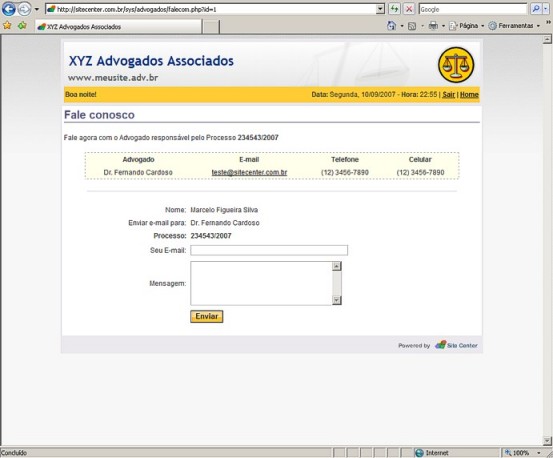 http://sitecenter.com.br/sys/advogados/falecom.php?id=1
Google
XYZ Advogados Associados
Página
Ferramentas
XYZ Advogados Associados
www.meusite.adv.br
Boa noite!
Data: Segunda, 10/09/2007 - Hora: 22:55 | Sair | Home
Fale conosco
Fale agora com o Advogado responsável pelo Processo 234543/2007
Advogado E-mail Telefone Celular
Dr. Fernando Cardoso teste@sitecenter.com.br (12) 3456-7890 (12) 3456-7890
Nome: Marcelo Figueira Silva
Enviar e-mail para: Dr. Fernando Cardoso
Processo: 234543/2007
Seu E-mail:
Mensagem:
Enviar
Powered by Site Center
Concluído
Internet
100%